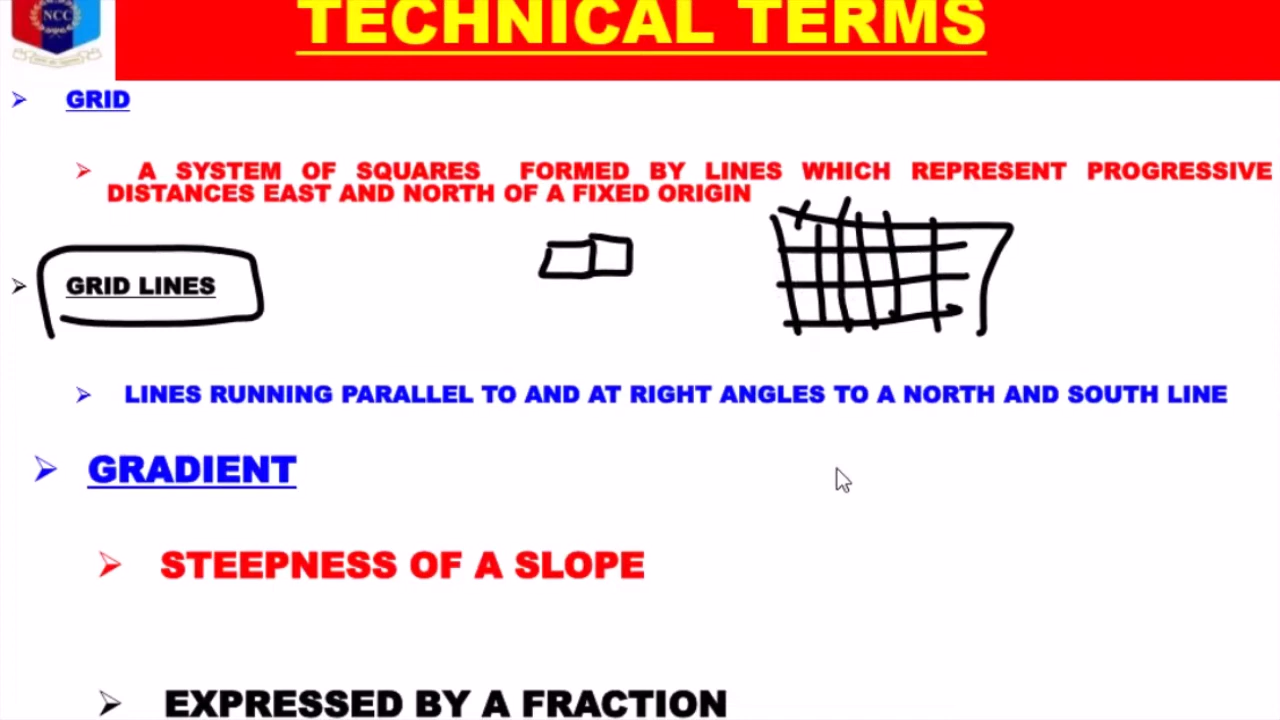 NCC
TECHNICAL TERMS
GRID
A SYSTEM OF SQUARES FORMED BY LINES WHICH REPRESENT PROGRESSIVE
DISTANCES EAST AND NORTH OF A FIXED ORIGIN
GRID LINES
LINES RUNNING PARALLEL TO AND AT RIGHT ANGLES TO A NORTH AND SOUTH LINE
GRADIENT
STEEPNESS OF A SLOPE
EXPRESSED BY A FRACTION